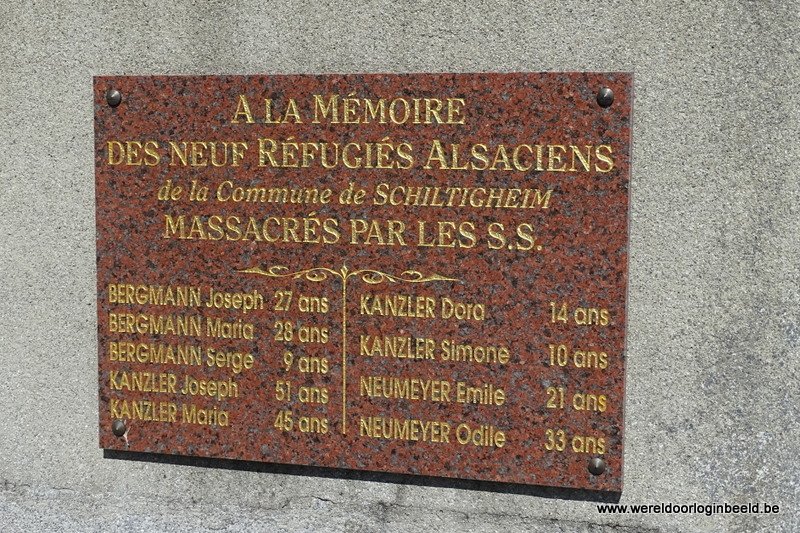 A LA MÉMOIRE
DES NEUF RÉFUGIÉS ALSACIENS
de la Commune de SCHILTIGHEIM
MASSACRÉS PAR LES S.S.
BERGMANN Joseph 27 ans
BERGMANN Maria 28 ans
BERGMANN Serge 9 ans
KANZLER Joseph 51 ans
KANZLER Maria 45 ans
KANZLER Dora 14 ans
KANZLER Simone 10 ans
NEUMEYER Emile 21 ans
NEUMEYER Odile 33 ans
www.wereldoorloginbeeld.be